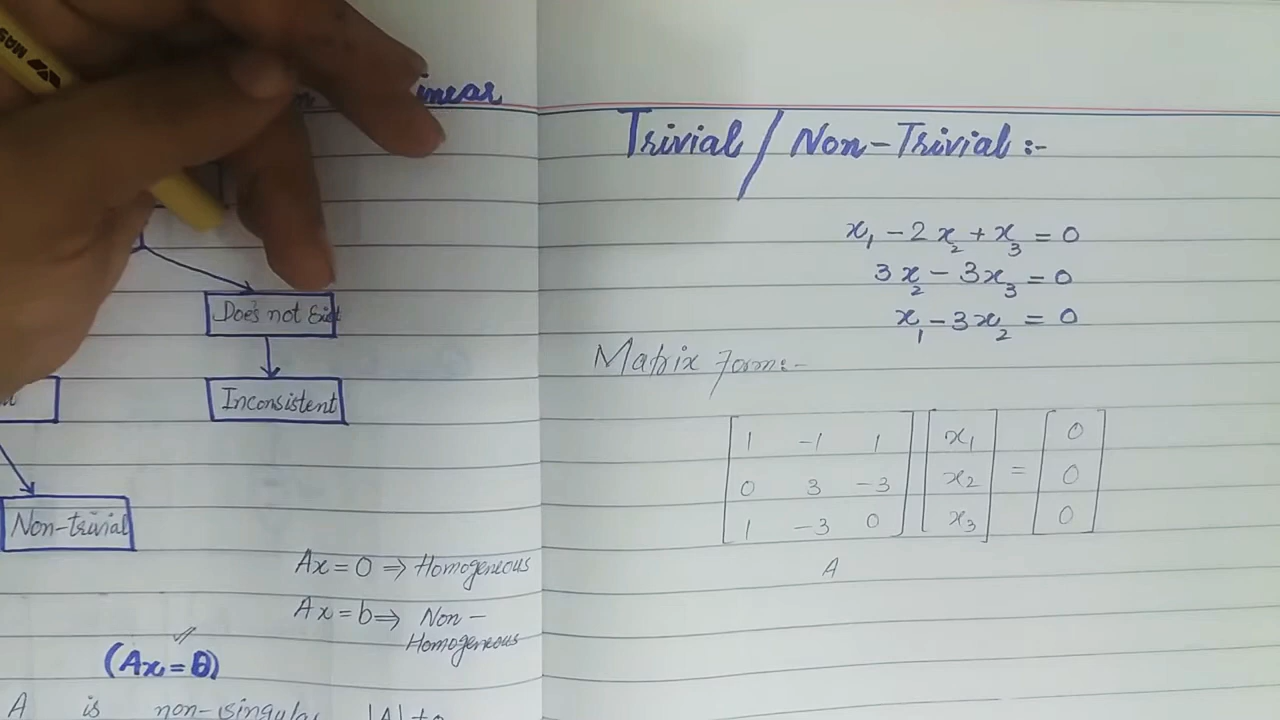 MAS
inear
Does not Exist
Inconsistent
Non-trivial
Ax = 0 ⇒ Homogeneous
Ax = b ⇒ Non-
Homogeneous
(Ax = 0)
A is non-singular |A| ≠
Trivial / Non-Trivial :-
x₁ - 2x₂ + x₃ = 0
3x₂ - 3x₃ = 0
x₁ - 3x₂ = 0
Matrix form:-
1 -1 1 x₁ = 0
0 3 -3 x₂ 0
1 -3 0 x₃ 0
A